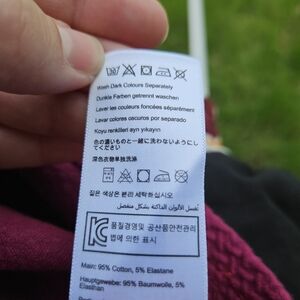 Wash Dark Colours Separately
Dunkle Farben getrennt waschen
Laver les couleurs foncées séparément
Lavar colores oscuros por separado
Koyu renklileri ayrı yıkayın
色の濃いものと一緒に洗わないようにし
てください
深色衣物单独洗涤
짙은 색상은 분리 세탁하십시오
تغسل الألوان الداكنة بشكل منفصل
품질경영및 공산품안전관리
법에 의한 표시
Main: 95% Cotton, 5% Elastane
Hauptgewebe: 95% Baumwolle, 5%
Elasthan